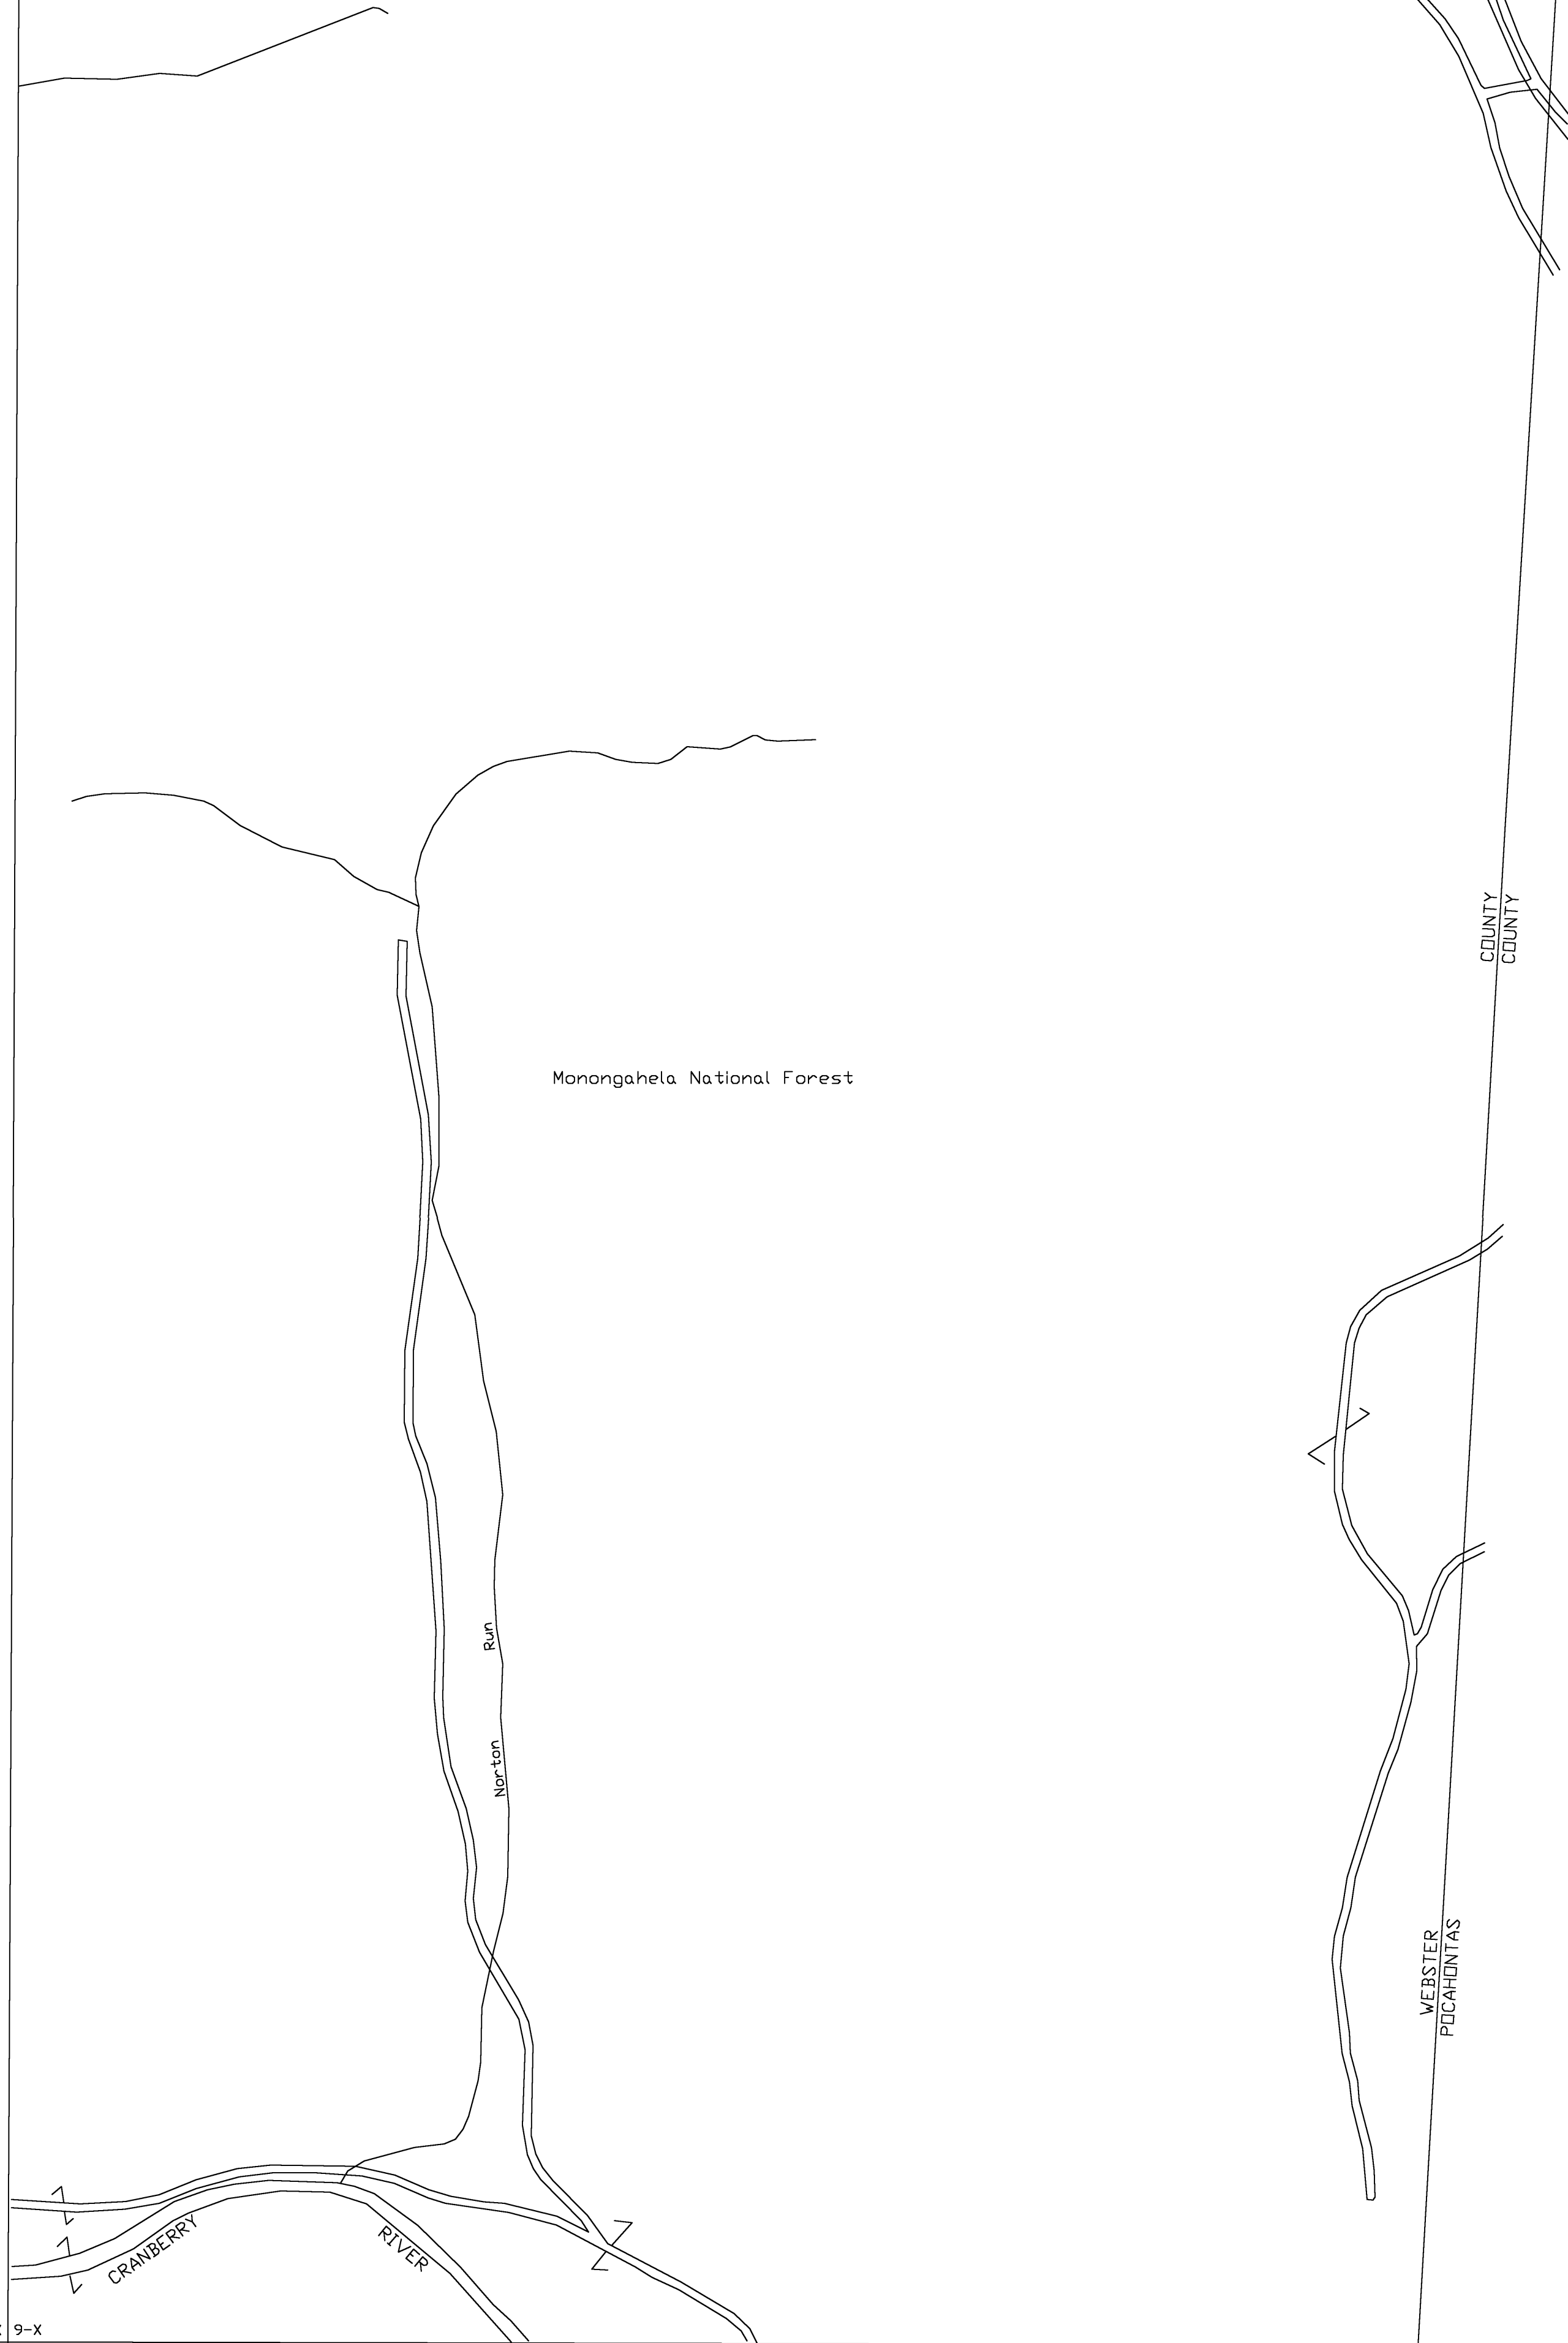 COUNTY
COUNTY
Monongahela National Forest
Norton Run
WEBSTER
POCAHONTAS
CRANBERRY RIVER
9-X